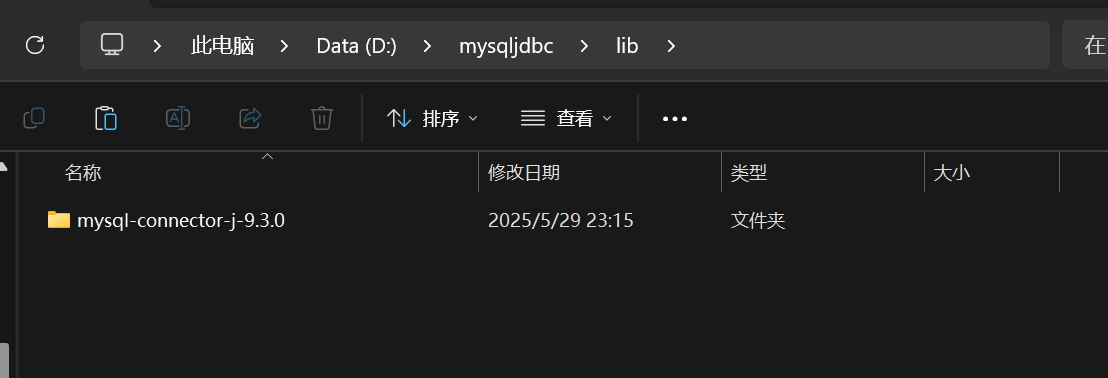 此电脑 Data (D:) mysqljdbc lib 在
排序 查看
名称 修改日期 类型 大小
mysql-connector-j-9.3.0 2025/5/29 23:15 文件夹